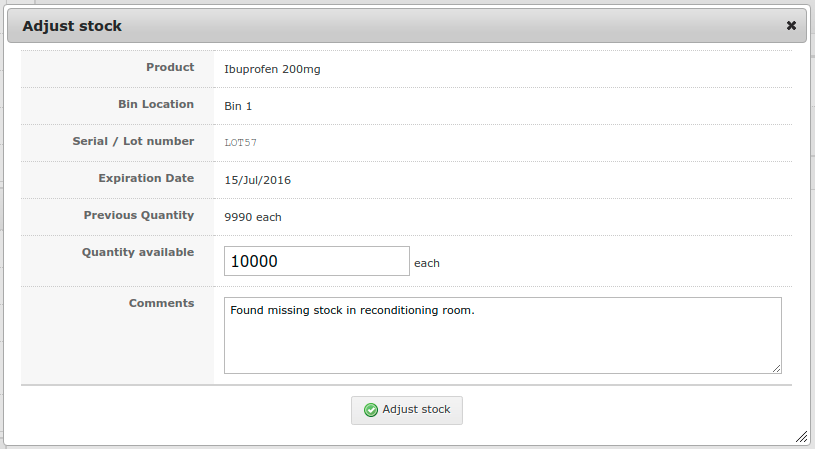 Adjust stock
Product Ibuprofen 200mg
Bin Location Bin 1
Serial / Lot number LOT57
Expiration Date 15/Jul/2016
Previous Quantity 9990 each
Quantity available 10000 each
Comments Found missing stock in reconditioning room.
Adjust stock